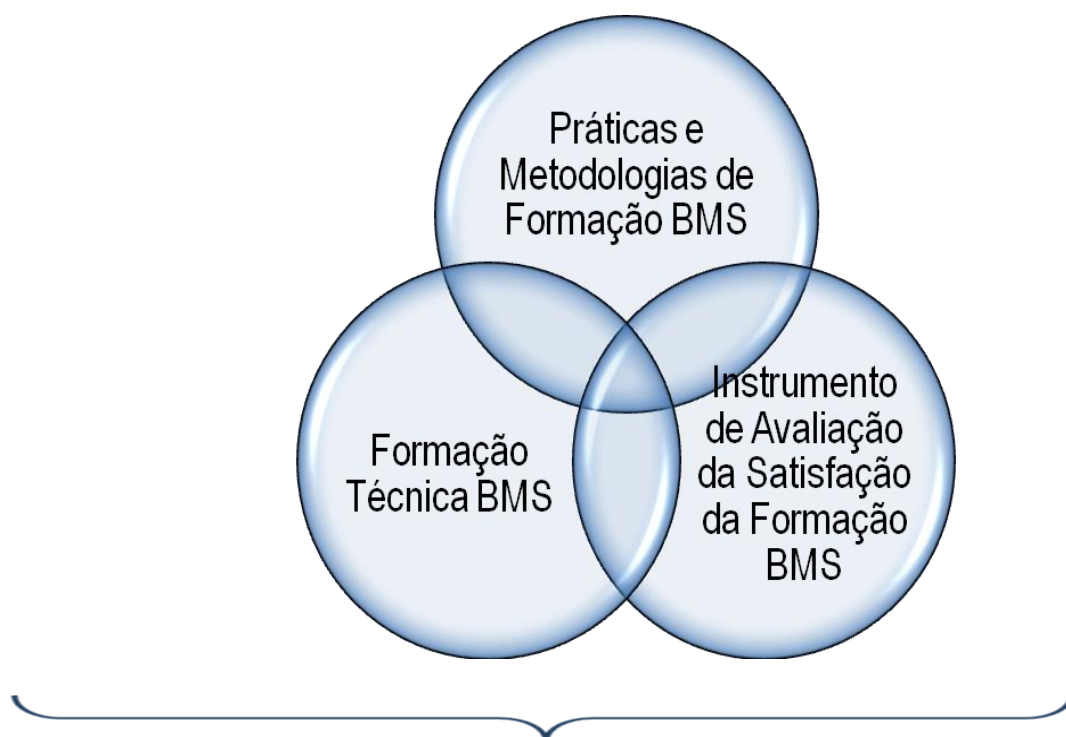 Práticas e
Metodologias de
Formação BMS
Formação
Técnica BMS
Instrumento
de Avaliação
da Satisfação
da Formação
BMS